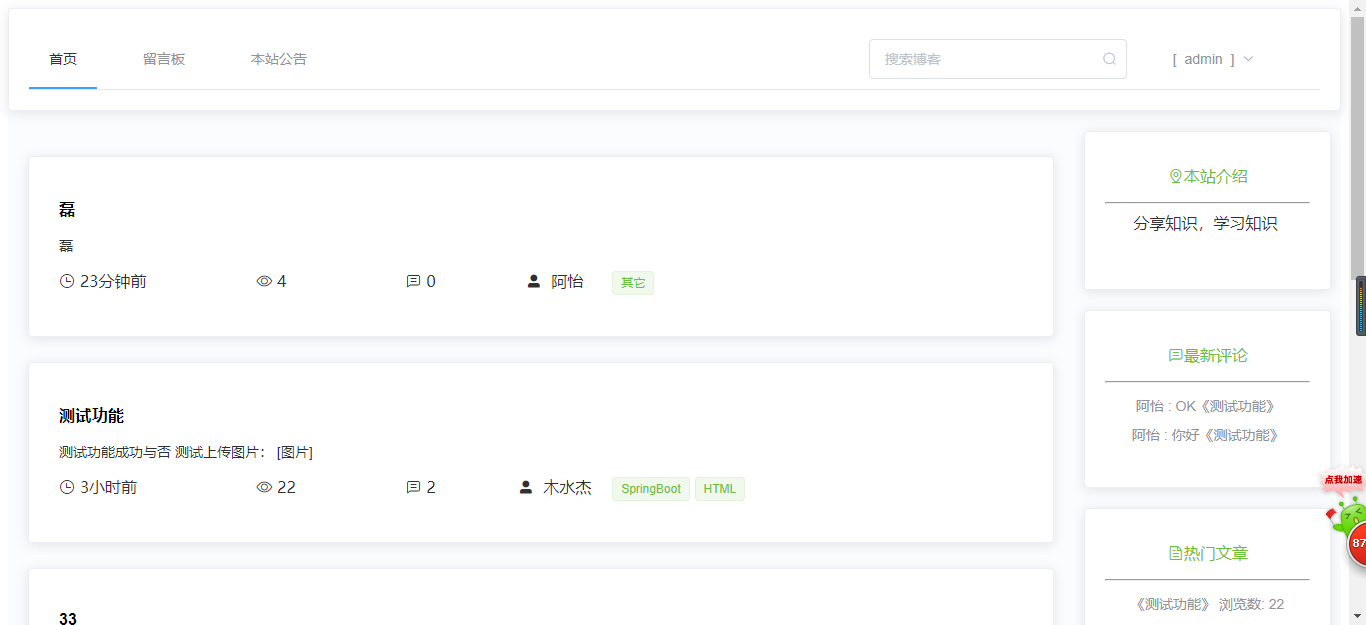 首页 留言板 本站公告 搜索博客 [ admin ]
磊
磊
23分钟前 4 0 阿怡 其它
测试功能
测试功能成功与否 测试上传图片： [图片]
3小时前 22 2 木水杰 SpringBoot HTML
33
本站介绍
分享知识，学习知识
最新评论
阿怡 : OK《测试功能》
阿怡 : 你好《测试功能》
热门文章
《测试功能》 浏览数: 22
点我加速
87